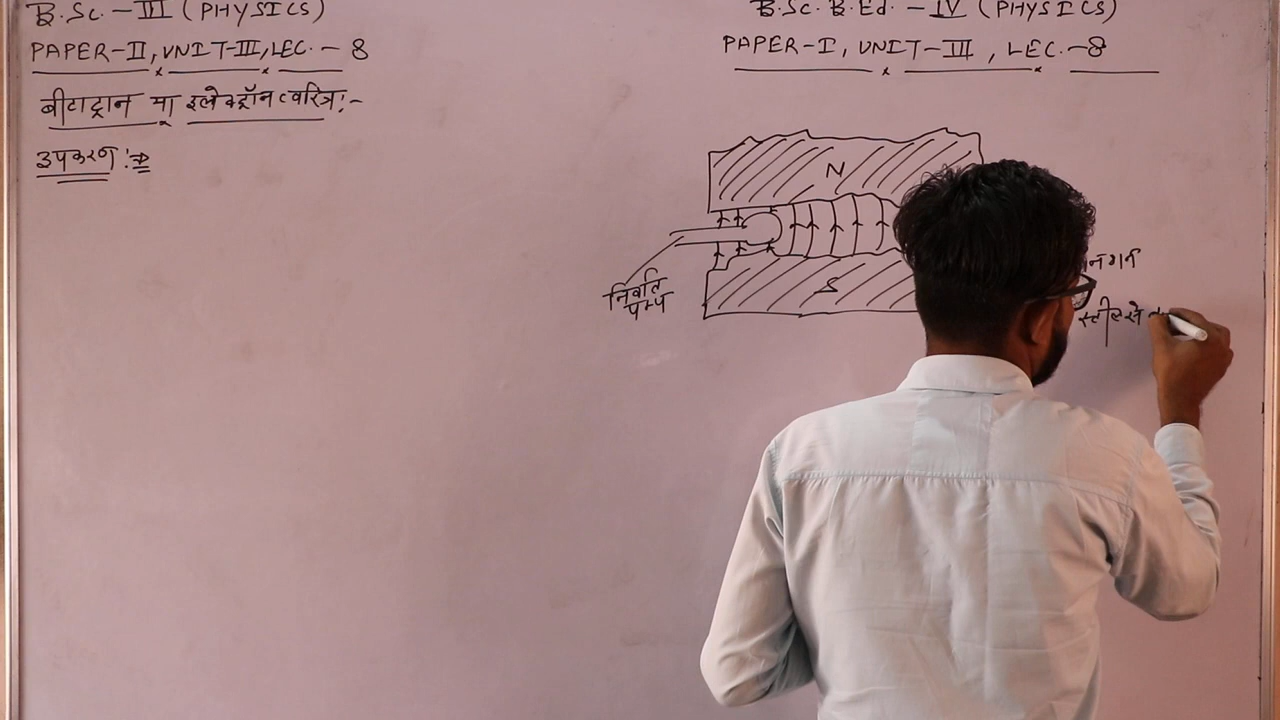 B.Sc.-III (PHYSICS)
PAPER-II, UNIT-III, LEC.-8
बीटाट्रान या इलेक्ट्रॉन त्वरित्र:-
उपकरण:⇒
B.Sc. B.Ed.-IV (PHYSICS)
PAPER-I, UNIT-III, LEC.-8
N
S
निर्वात
पम्प